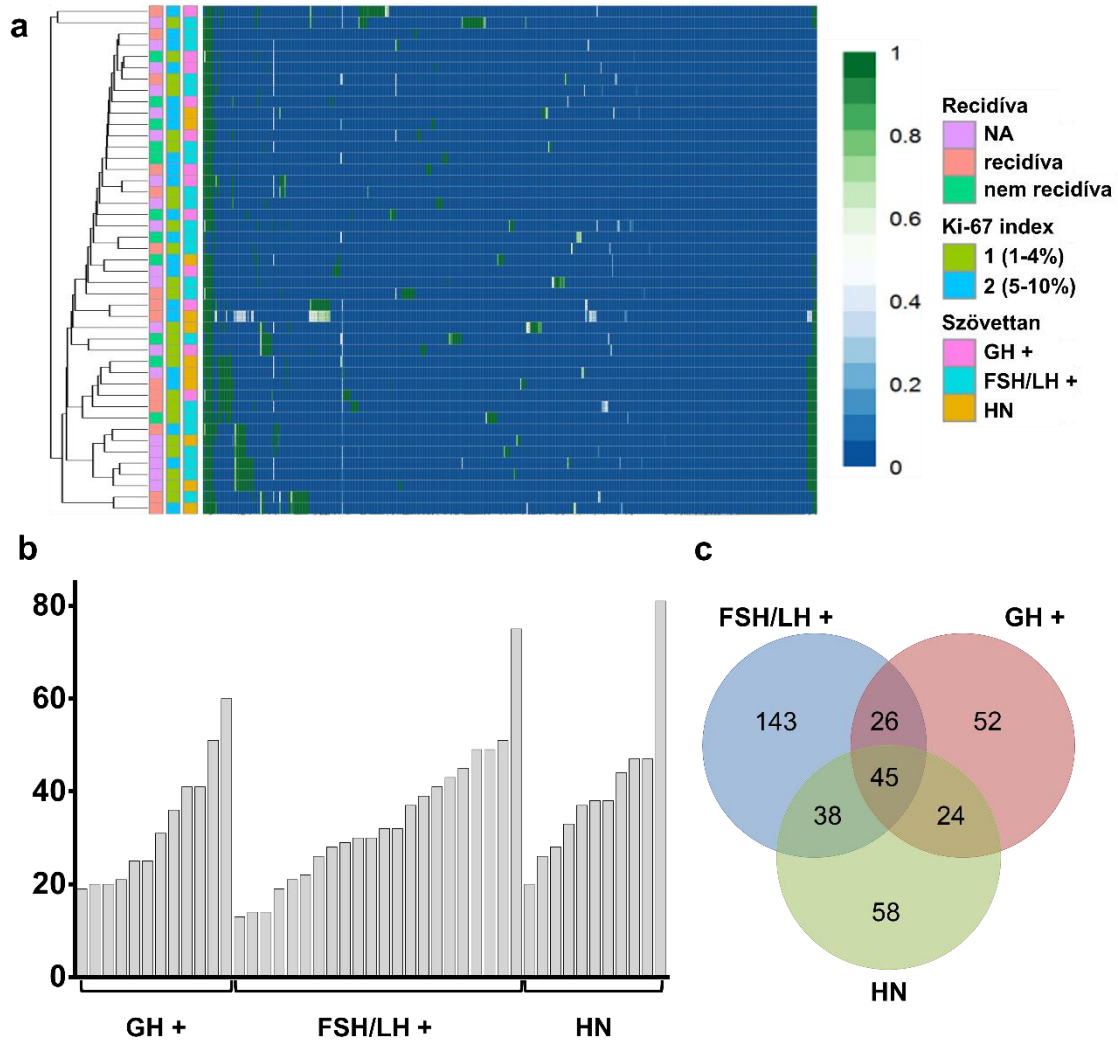 a
1
0.8
0.6
0.4
0.2
0
Recidíva
NA
recidíva
nem recidíva
Ki-67 index
1 (1-4%)
2 (5-10%)
Szövettan
GH +
FSH/LH +
HN
b
80
60
40
20
0
GH +
FSH/LH +
HN
c
FSH/LH +
GH +
143
26
52
45
38
24
58
HN